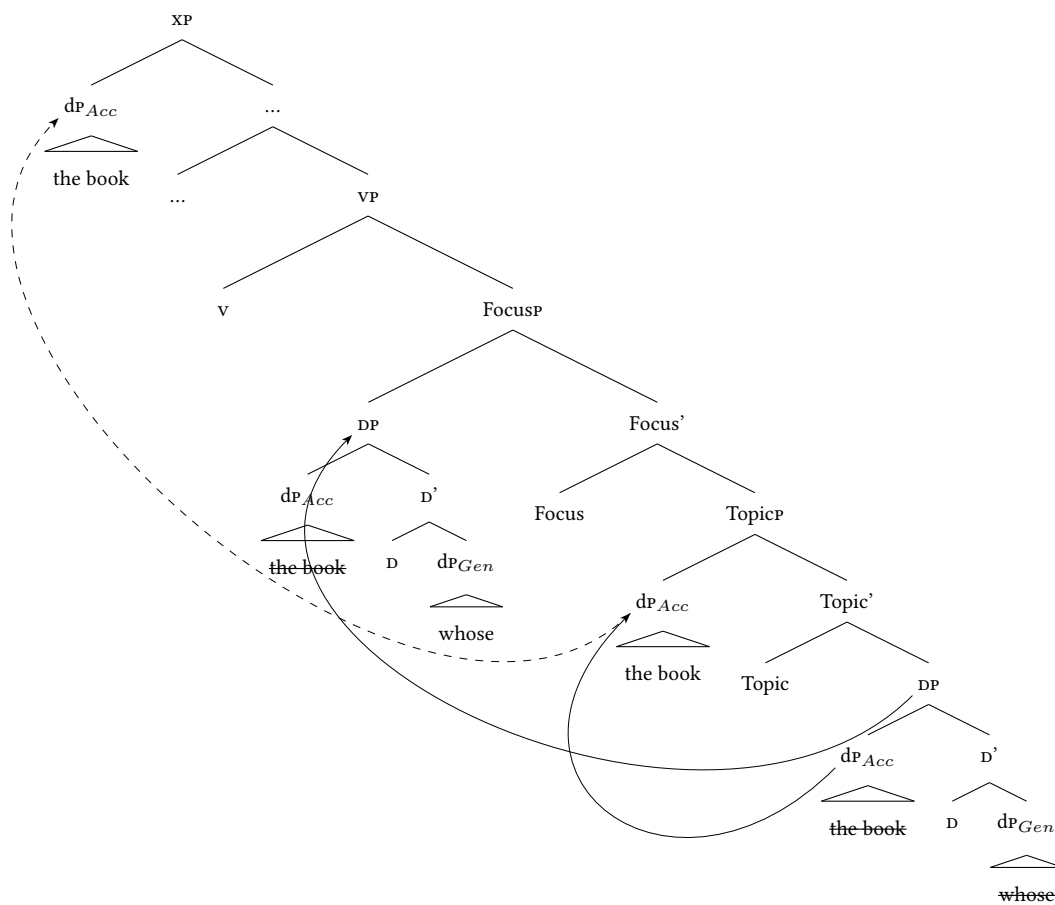 XP
dP_Acc ...
the book
... VP
V FocusP
DP Focus’
dP_Acc D’ Focus TopicP
the book D dP_Gen
whose
dP_Acc Topic’
the book Topic DP
dP_Acc D’
the book D dP_Gen
whose